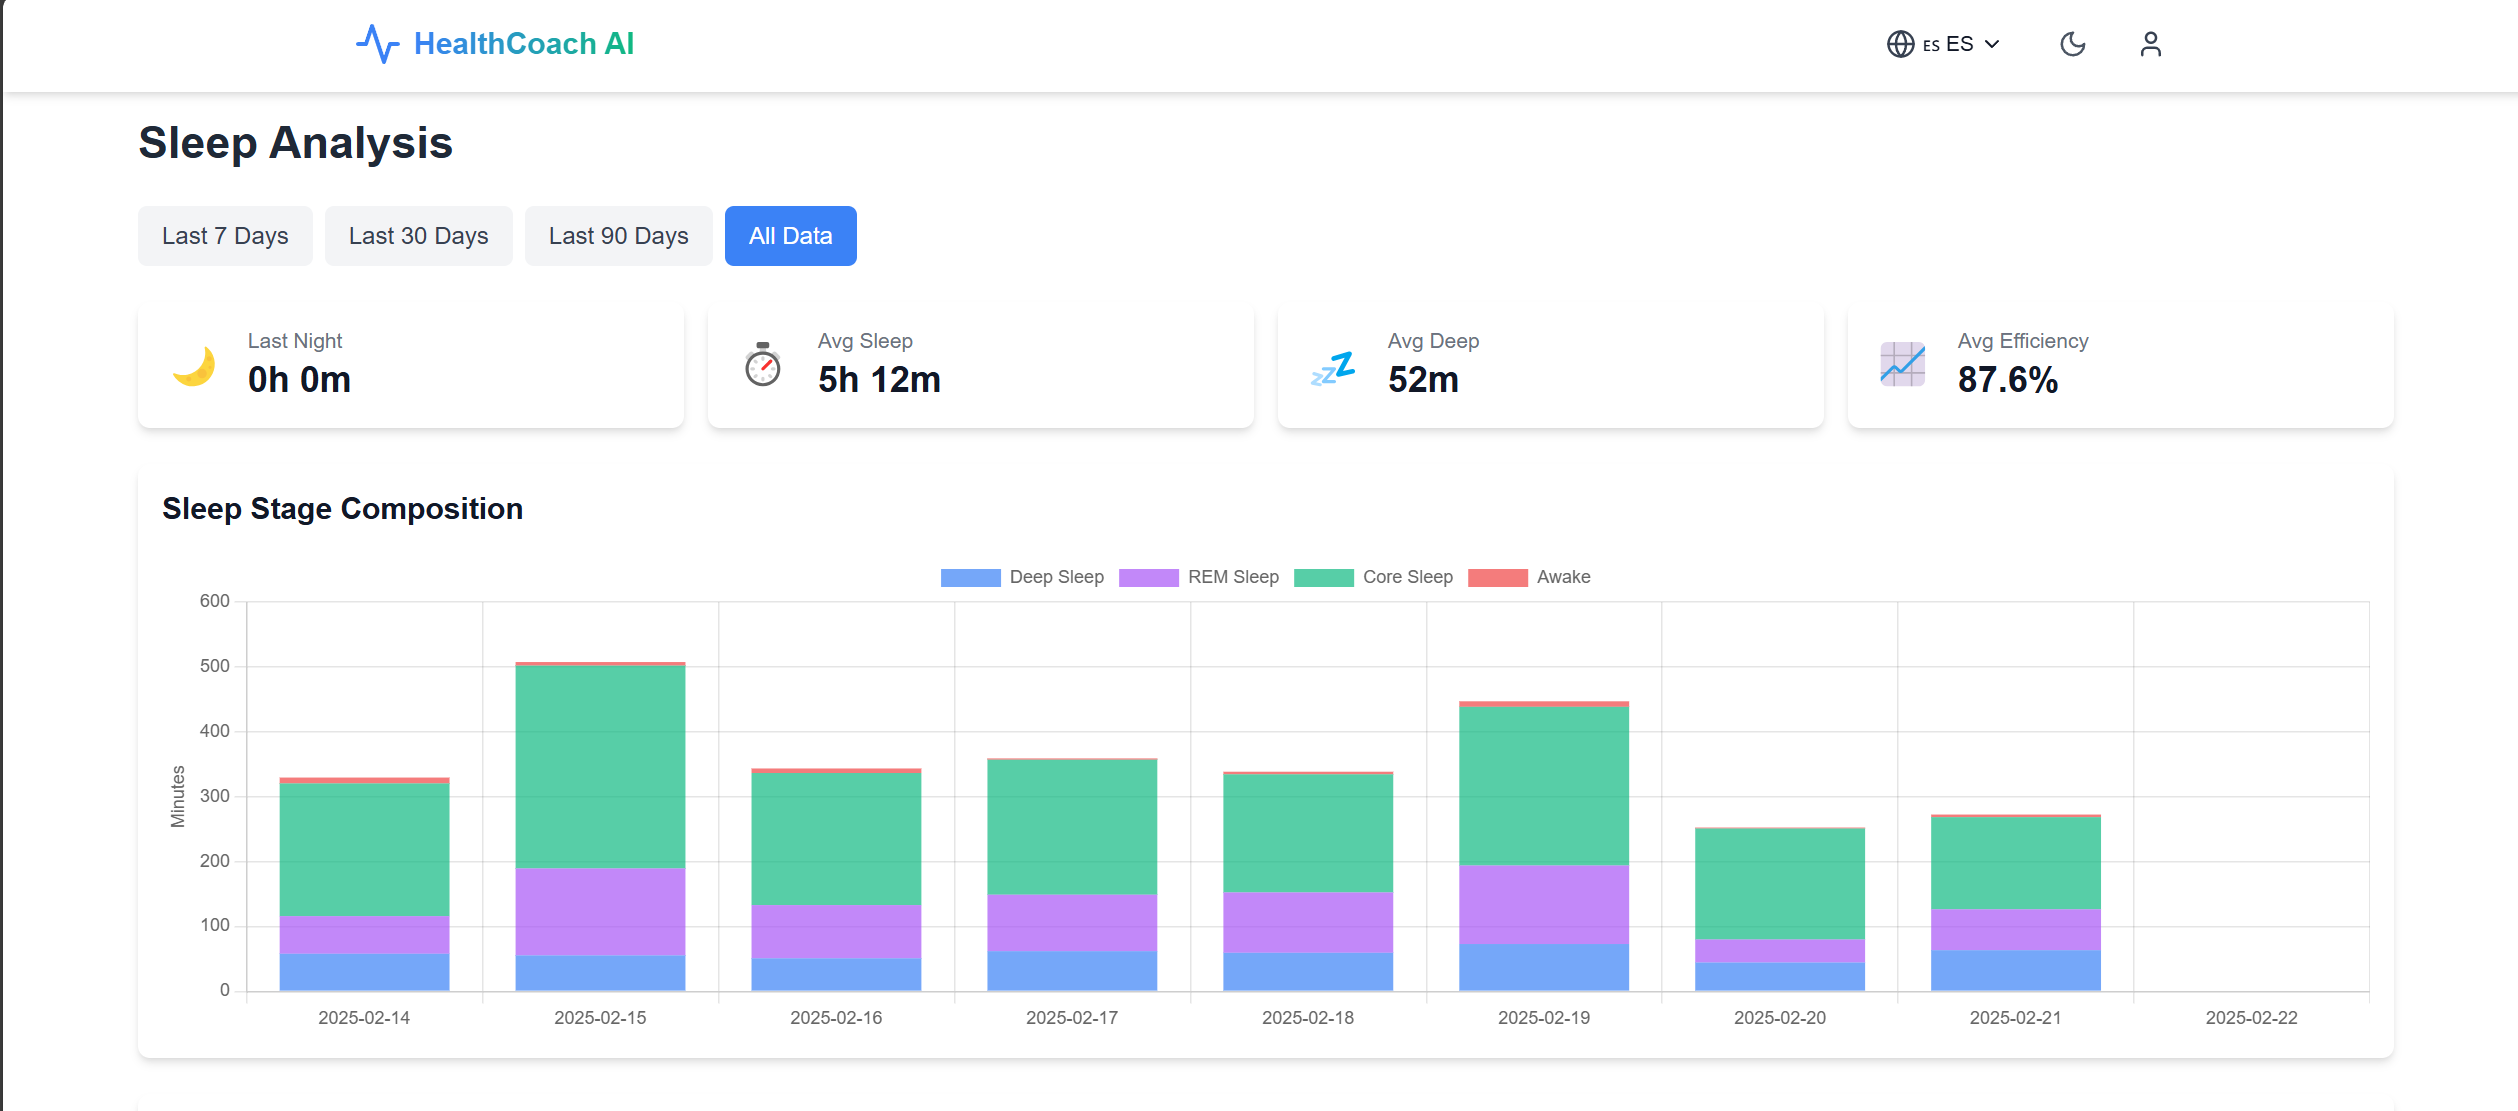 HealthCoach AI
ES ES
Sleep Analysis
Last 7 Days Last 30 Days Last 90 Days All Data
Last Night
0h 0m
Avg Sleep
5h 12m
Avg Deep
52m
Avg Efficiency
87.6%
Sleep Stage Composition
Deep Sleep REM Sleep Core Sleep Awake
Minutes
600
500
400
300
200
100
0
2025-02-14 2025-02-15 2025-02-16 2025-02-17 2025-02-18 2025-02-19 2025-02-20 2025-02-21 2025-02-22